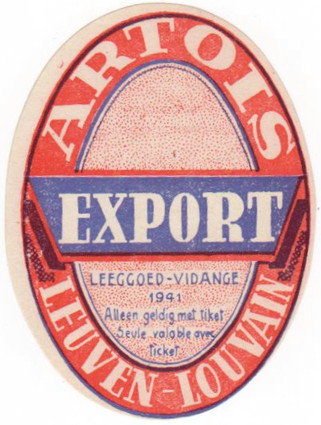 ARTOIS
EXPORT
LEEGGOED-VIDANGE
1941
Alleen geldig met tiket
Seule valable avec
ticket
LEUVEN-LOUVAIN